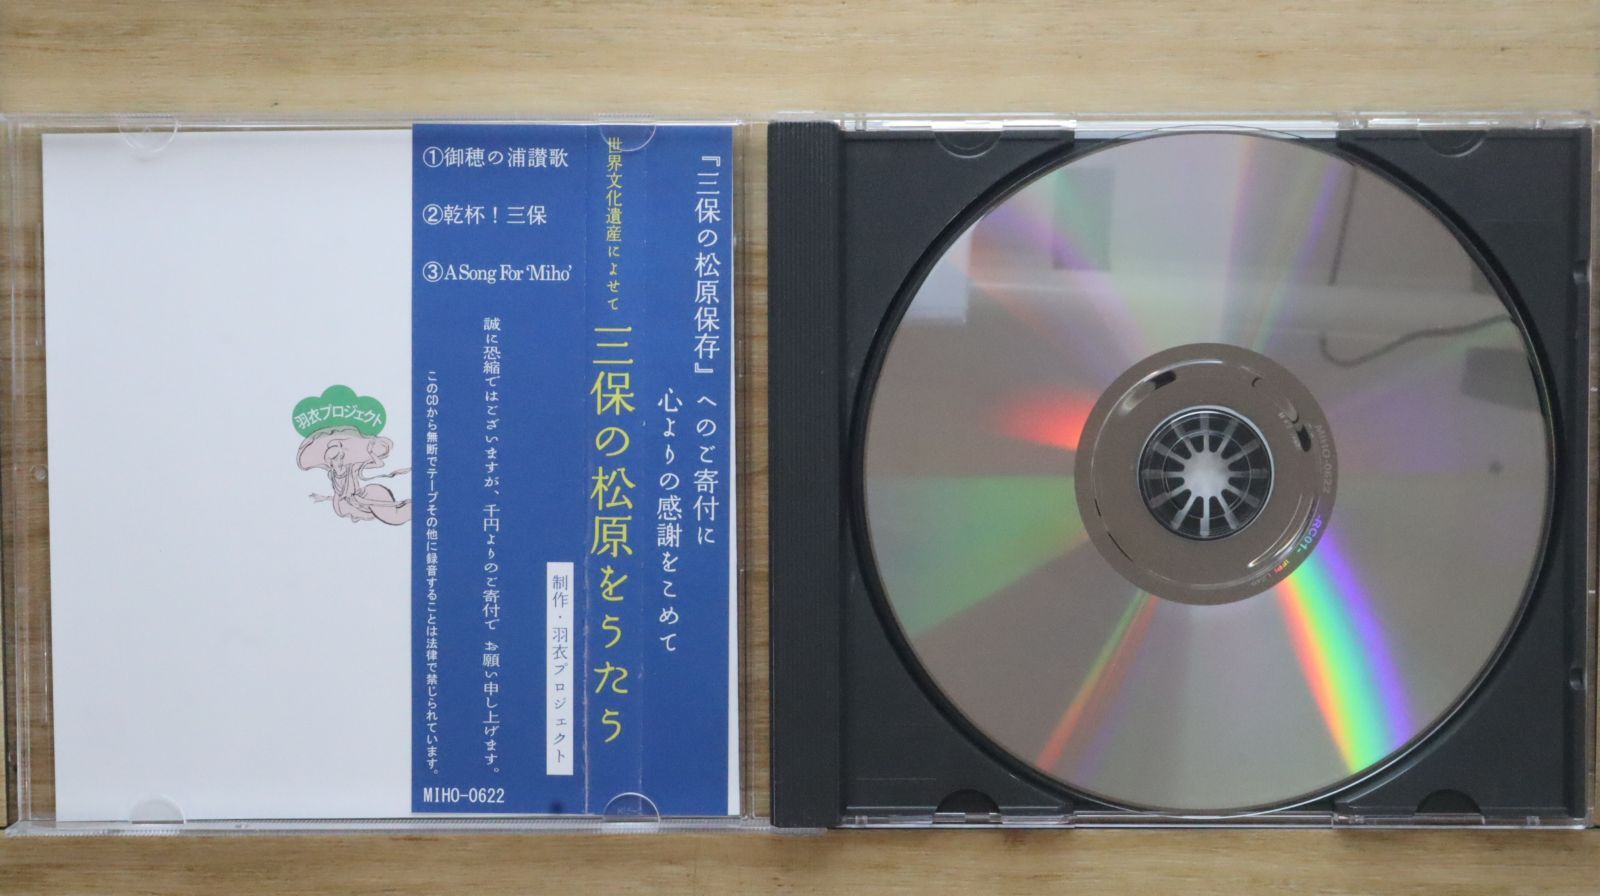 『三保の松原保存』へのご寄付に
心よりの感謝をこめて
世界文化遺産によせて 三保の松原をうたう
制作・羽衣プロジェクト
①御穂の浦讃歌
②乾杯！三保
③A Song For ‘Miho’
誠に恐縮ではございますが、千円よりのご寄付で お願い申し上げます。
このCDから無断でテープその他に録音することは法律で禁じられています。
MIHO-0622
羽衣プロジェクト
MIHO-0622
-RC01-
IFPI